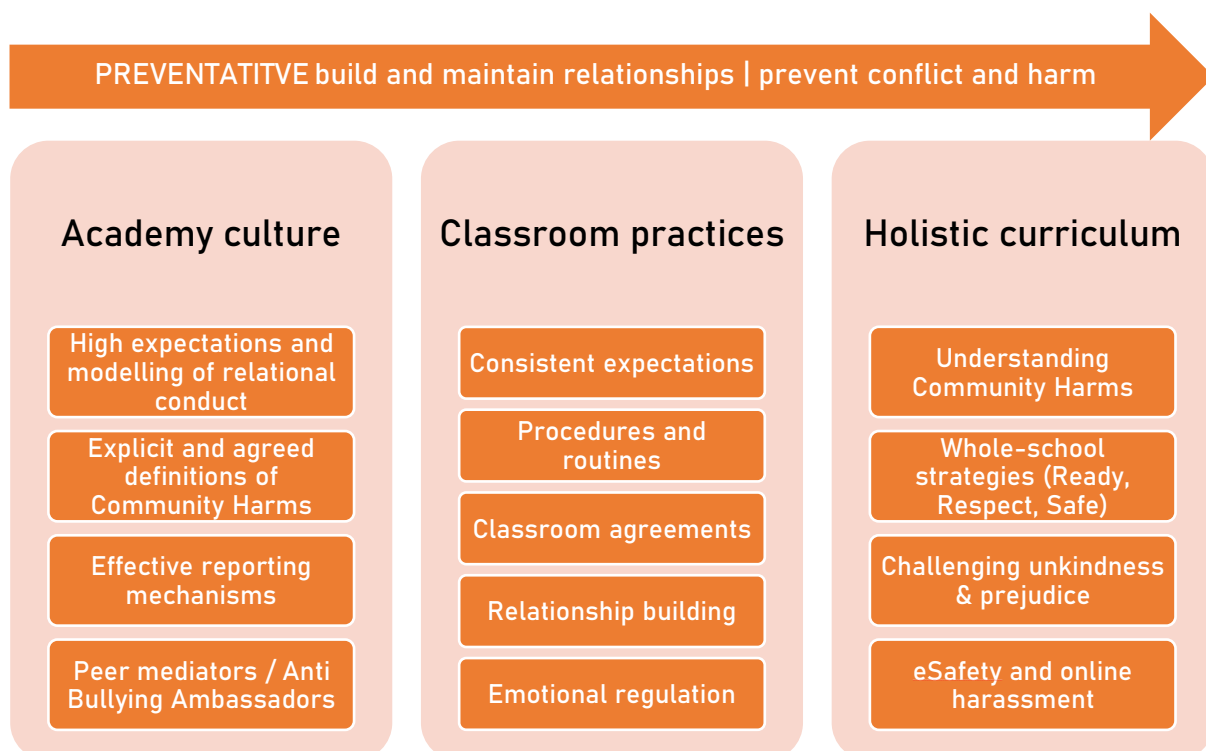 PREVENTATITVE build and maintain relationships | prevent conflict and harm
Academy culture
High expectations and
modelling of relational
conduct
Explicit and agreed
definitions of
Community Harms
Effective reporting
mechanisms
Peer mediators / Anti
Bullying Ambassadors
Classroom practices
Consistent expectations
Procedures and
routines
Classroom agreements
Relationship building
Emotional regulation
Holistic curriculum
Understanding
Community Harms
Whole-school
strategies (Ready,
Respect, Safe)
Challenging unkindness
& prejudice
eSafety and online
harassment